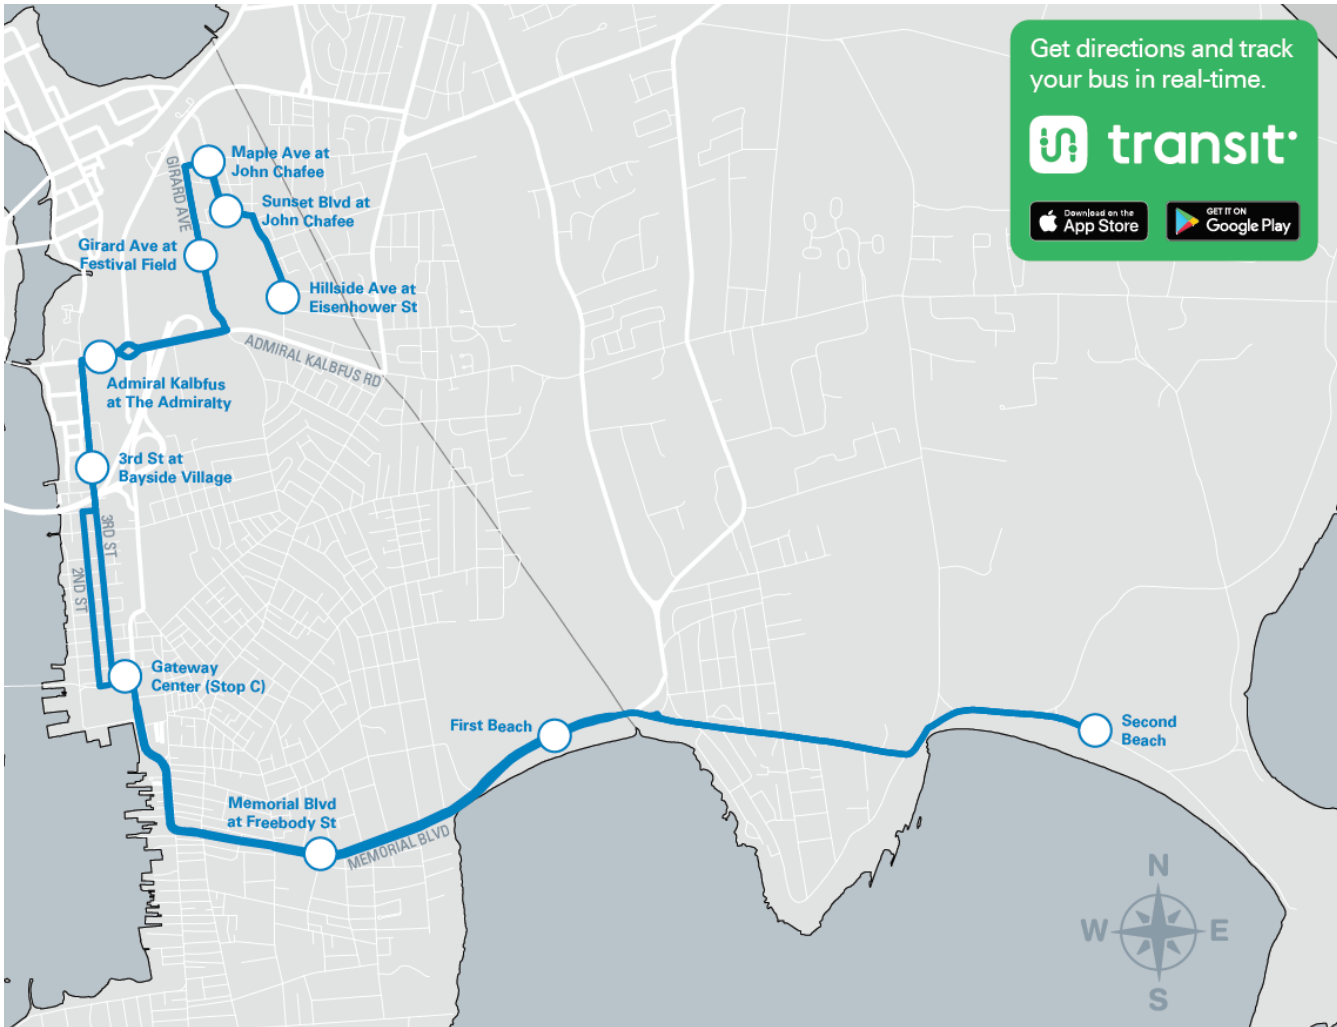 Get directions and track
your bus in real-time.
transit
Download on the
App Store
GET IT ON
Google Play
Maple Ave at
John Chafee
GIRARD AVE
Sunset Blvd at
John Chafee
Girard Ave at
Festival Field
Hillside Ave at
Eisenhower St
ADMIRAL KALBFUS RD
Admiral Kalbfus
at The Admiralty
3rd St at
Bayside Village
3RD ST
2ND ST
Gateway
Center (Stop C)
First Beach
Second
Beach
Memorial Blvd
at Freebody St
MEMORIAL BLVD
N
W
E
S